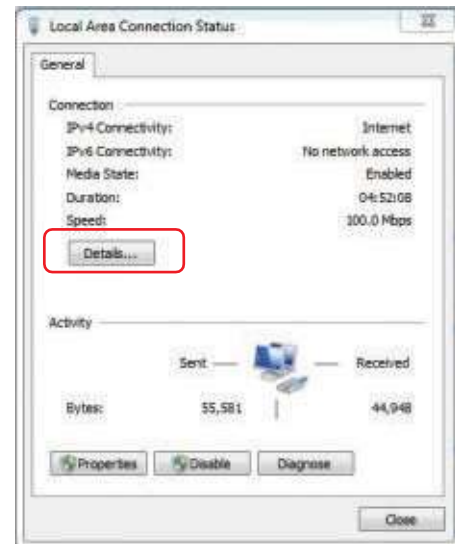 Local Area Connection Status
General
Connection
IPv4 Connectivity: Internet
IPv6 Connectivity: No network access
Media State: Enabled
Duration: 04:52:08
Speed: 100.0 Mbps
Details...
Activity
Sent Received
Bytes: 55,581 44,948
Properties Disable Diagnose
Close